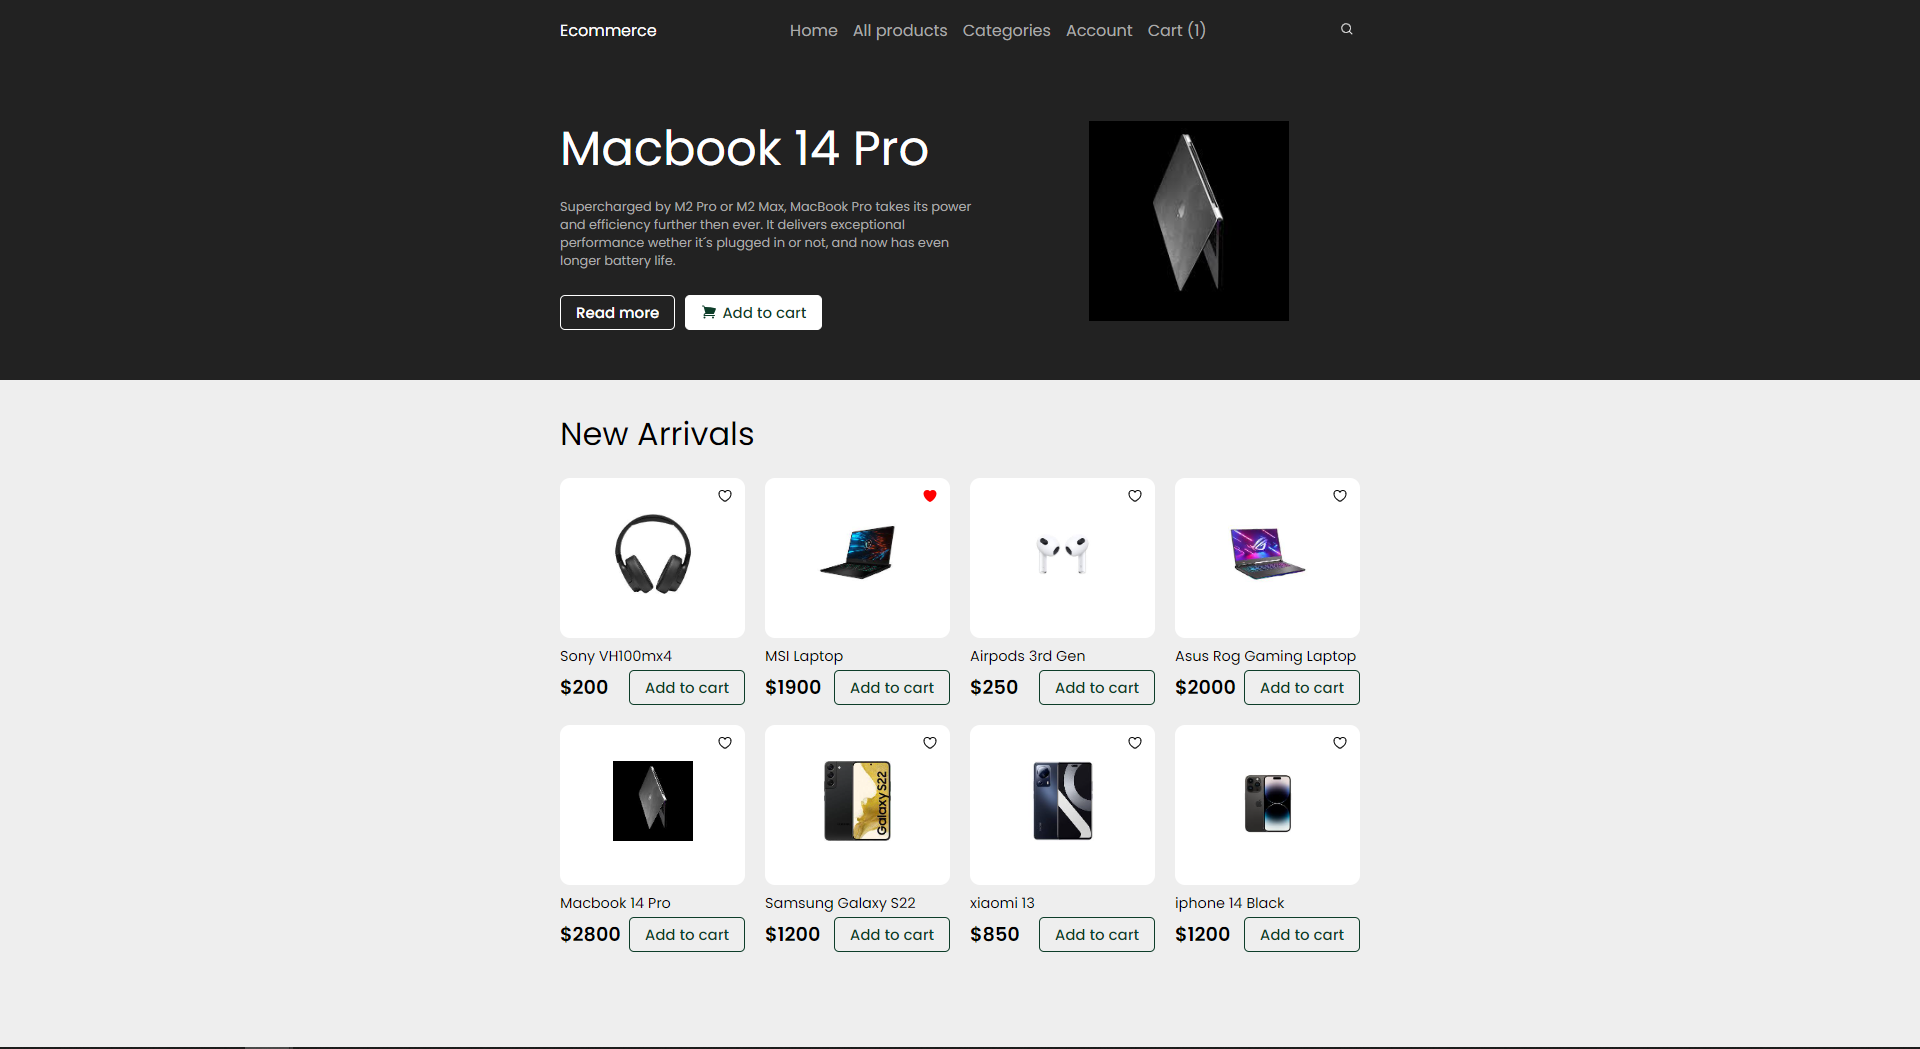 Ecommerce
Home All products Categories Account Cart (1)
Macbook 14 Pro
Supercharged by M2 Pro or M2 Max, MacBook Pro takes its power
and efficiency further then ever. It delivers exceptional
performance wether it´s plugged in or not, and now has even
longer battery life.
Read more Add to cart
New Arrivals
Sony VH100mx4
$200 Add to cart
MSI Laptop
$1900 Add to cart
Airpods 3rd Gen
$250 Add to cart
Asus Rog Gaming Laptop
$2000 Add to cart
Galaxy S22
Macbook 14 Pro
$2800 Add to cart
Samsung Galaxy S22
$1200 Add to cart
xiaomi 13
$850 Add to cart
iphone 14 Black
$1200 Add to cart